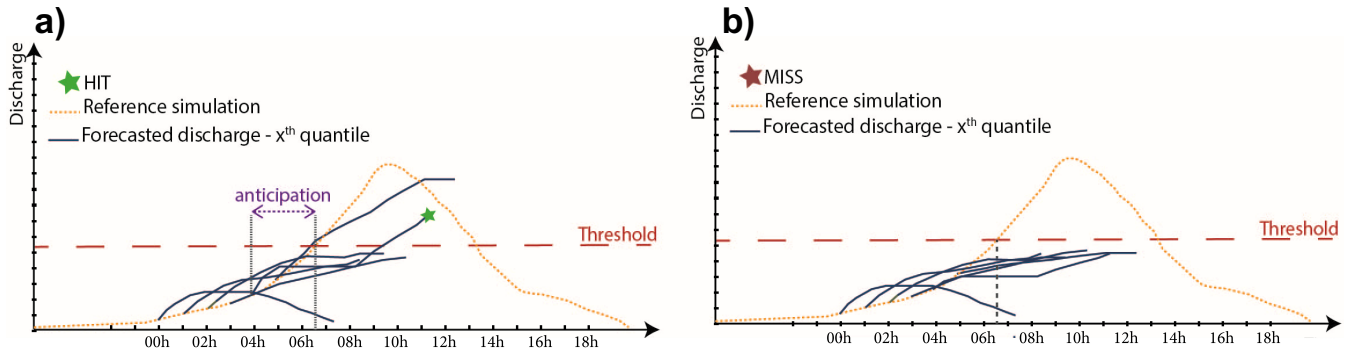 a)
Discharge
HIT
Reference simulation
Forecasted discharge - xth quantile
anticipation
Threshold
00h 02h 04h 06h 08h 10h 12h 14h 16h 18h
b)
Discharge
MISS
Reference simulation
Forecasted discharge - xth quantile
Threshold
00h 02h 04h 06h 08h 10h 12h 14h 16h 18h